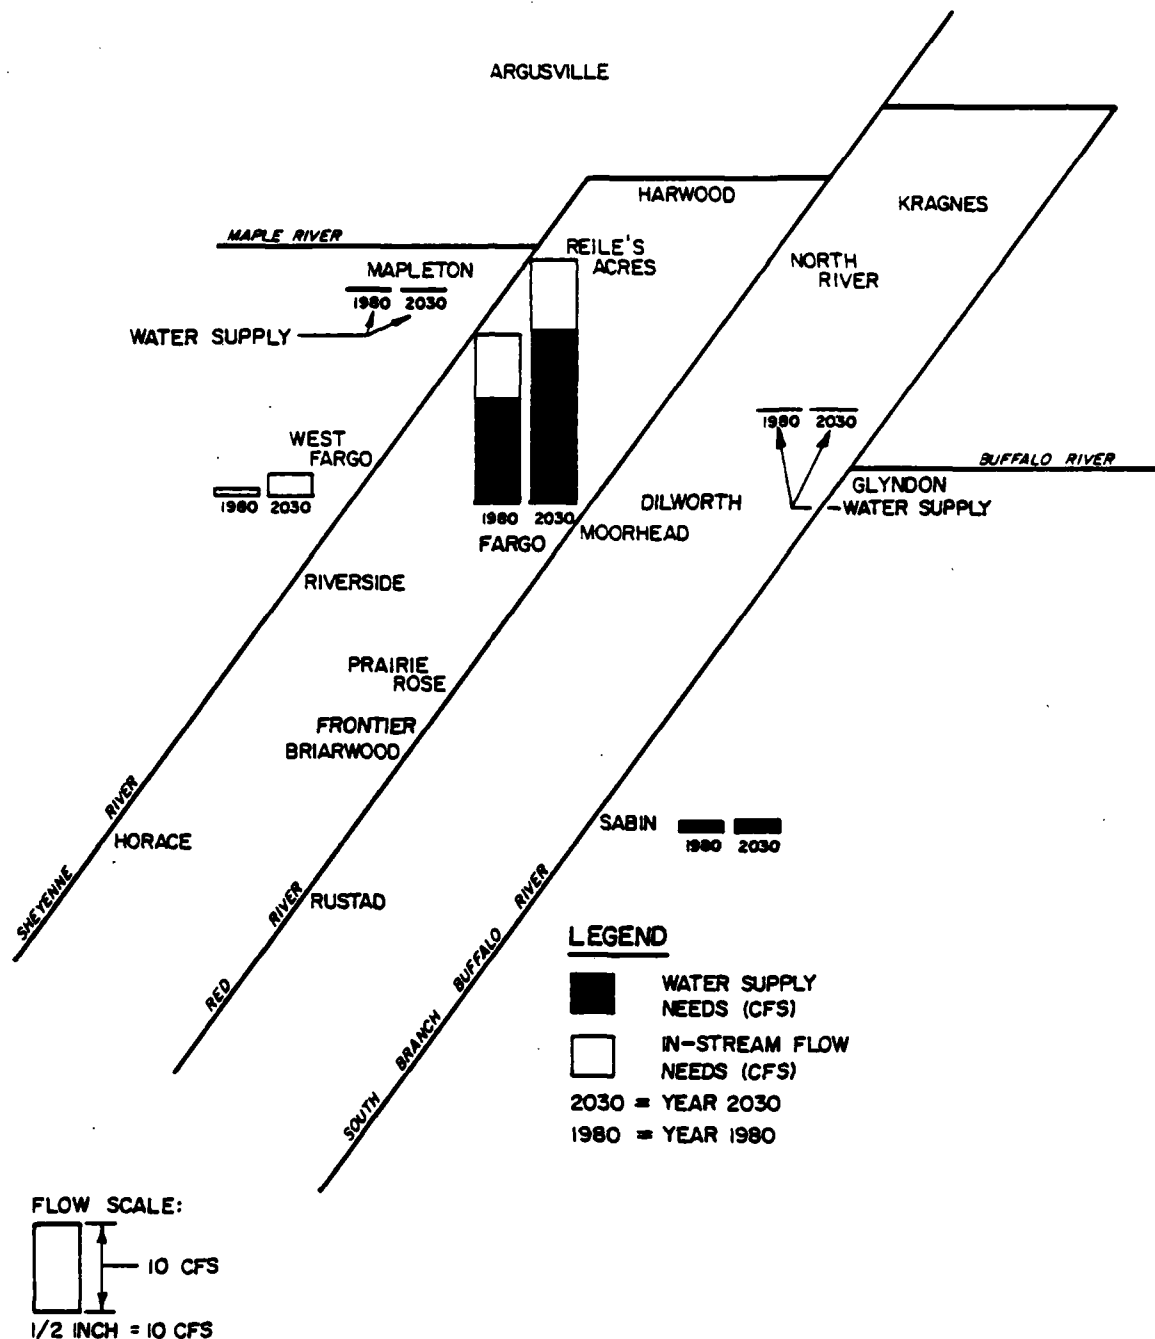 ARGUSVILLE
HARWOOD
KRAGNES
MAPLE RIVER
REILE'S
ACRES
NORTH
RIVER
MAPLETON
1980 2030
WATER SUPPLY
WEST
FARGO
1980 2030
1980 2030
FARGO
1980 2030
BUFFALO RIVER
GLYNDON
WATER SUPPLY
DILWORTH
MOORHEAD
RIVERSIDE
PRAIRIE
ROSE
FRONTIER
BRIARWOOD
SHEYENNE RIVER
HORACE
SABIN
1980 2030
RED RIVER
RUSTAD
SOUTH BRANCH BUFFALO RIVER
LEGEND
WATER SUPPLY
NEEDS (CFS)
IN-STREAM FLOW
NEEDS (CFS)
2030 = YEAR 2030
1980 = YEAR 1980
FLOW SCALE:
10 CFS
1/2 INCH = 10 CFS